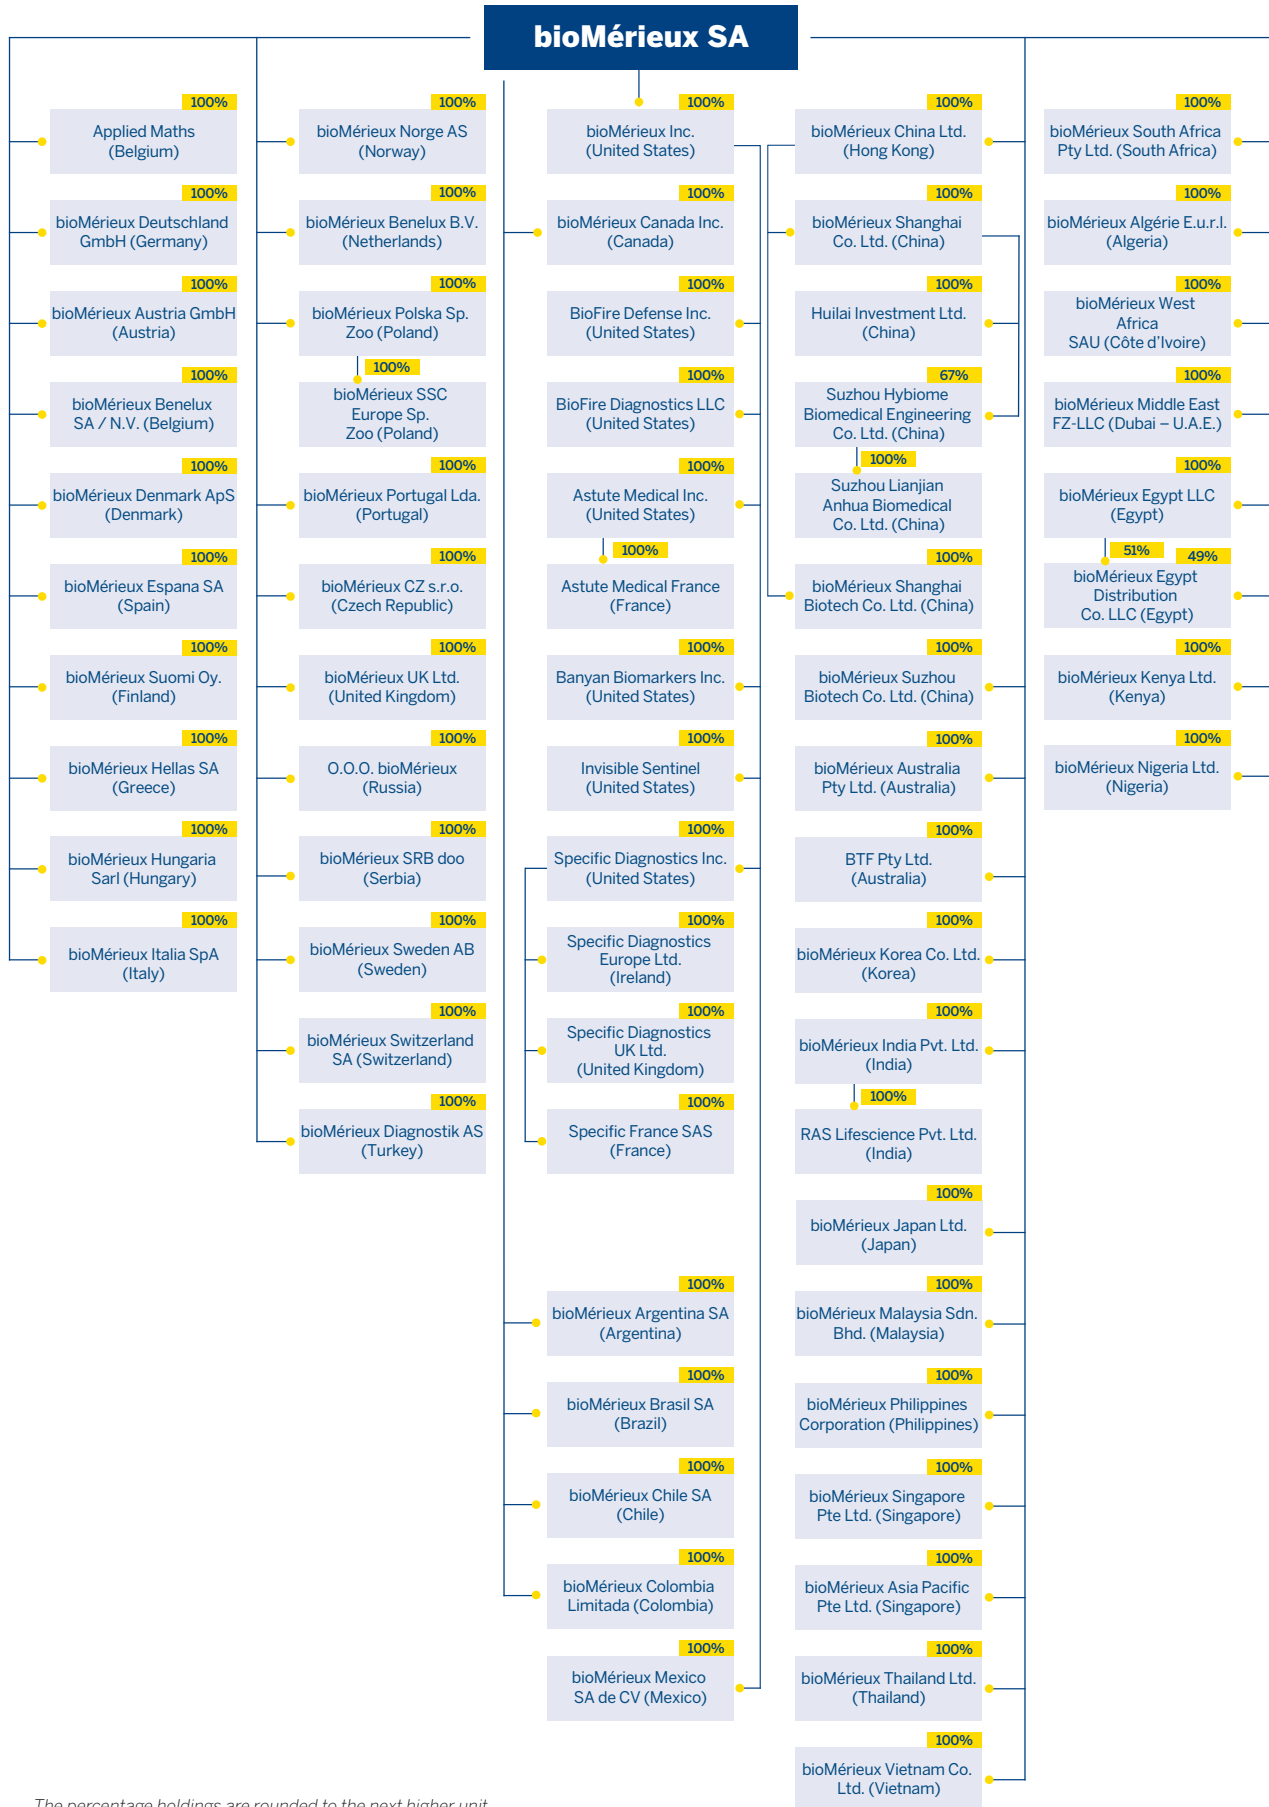 bioMérieux SA
100%
Applied Maths
(Belgium)
100%
bioMérieux Deutschland
GmbH (Germany)
100%
bioMérieux Austria GmbH
(Austria)
100%
bioMérieux Benelux
SA / N.V. (Belgium)
100%
bioMérieux Denmark ApS
(Denmark)
100%
bioMérieux Espana SA
(Spain)
100%
bioMérieux Suomi Oy.
(Finland)
100%
bioMérieux Hellas SA
(Greece)
100%
bioMérieux Hungaria
Sarl (Hungary)
100%
bioMérieux Italia SpA
(Italy)
100%
bioMérieux Norge AS
(Norway)
100%
bioMérieux Benelux B.V.
(Netherlands)
100%
bioMérieux Polska Sp.
Zoo (Poland)
100%
bioMérieux SSC
Europe Sp.
Zoo (Poland)
100%
bioMérieux Portugal Lda.
(Portugal)
100%
bioMérieux CZ s.r.o.
(Czech Republic)
100%
bioMérieux UK Ltd.
(United Kingdom)
100%
O.O.O. bioMérieux
(Russia)
100%
bioMérieux SRB doo
(Serbia)
100%
bioMérieux Sweden AB
(Sweden)
100%
bioMérieux Switzerland
SA (Switzerland)
100%
bioMérieux Diagnostik AS
(Turkey)
100%
bioMérieux Inc.
(United States)
100%
bioMérieux Canada Inc.
(Canada)
100%
BioFire Defense Inc.
(United States)
100%
BioFire Diagnostics LLC
(United States)
100%
Astute Medical Inc.
(United States)
100%
Astute Medical France
(France)
100%
Banyan Biomarkers Inc.
(United States)
100%
Invisible Sentinel
(United States)
100%
Specific Diagnostics Inc.
(United States)
100%
Specific Diagnostics
Europe Ltd.
(Ireland)
100%
Specific Diagnostics
UK Ltd.
(United Kingdom)
100%
Specific France SAS
(France)
100%
bioMérieux Argentina SA
(Argentina)
100%
bioMérieux Brasil SA
(Brazil)
100%
bioMérieux Chile SA
(Chile)
100%
bioMérieux Colombia
Limitada (Colombia)
100%
bioMérieux Mexico
SA de CV (Mexico)
100%
bioMérieux China Ltd.
(Hong Kong)
100%
bioMérieux Shanghai
Co. Ltd. (China)
100%
Huilai Investment Ltd.
(China)
67%
Suzhou Hybiome
Biomedical Engineering
Co. Ltd. (China)
100%
Suzhou Lianjian
Anhua Biomedical
Co. Ltd. (China)
100%
bioMérieux Shanghai
Biotech Co. Ltd. (China)
100%
bioMérieux Suzhou
Biotech Co. Ltd. (China)
100%
bioMérieux Australia
Pty Ltd. (Australia)
100%
BTF Pty Ltd.
(Australia)
100%
bioMérieux Korea Co. Ltd.
(Korea)
100%
bioMérieux India Pvt. Ltd.
(India)
100%
RAS Lifescience Pvt. Ltd.
(India)
100%
bioMérieux Japan Ltd.
(Japan)
100%
bioMérieux Malaysia Sdn.
Bhd. (Malaysia)
100%
bioMérieux Philippines
Corporation (Philippines)
100%
bioMérieux Singapore
Pte Ltd. (Singapore)
100%
bioMérieux Asia Pacific
Pte Ltd. (Singapore)
100%
bioMérieux Thailand Ltd.
(Thailand)
100%
bioMérieux Vietnam Co.
Ltd. (Vietnam)
100%
bioMérieux South Africa
Pty Ltd. (South Africa)
100%
bioMérieux Algérie E.u.r.l.
(Algeria)
100%
bioMérieux West
Africa
SAU (Côte d'Ivoire)
100%
bioMérieux Middle East
FZ-LLC (Dubai – U.A.E.)
100%
bioMérieux Egypt LLC
(Egypt)
51% 49%
bioMérieux Egypt
Distribution
Co. LLC (Egypt)
100%
bioMérieux Kenya Ltd.
(Kenya)
100%
bioMérieux Nigeria Ltd.
(Nigeria)
The percentage holdings are rounded to the next higher unit